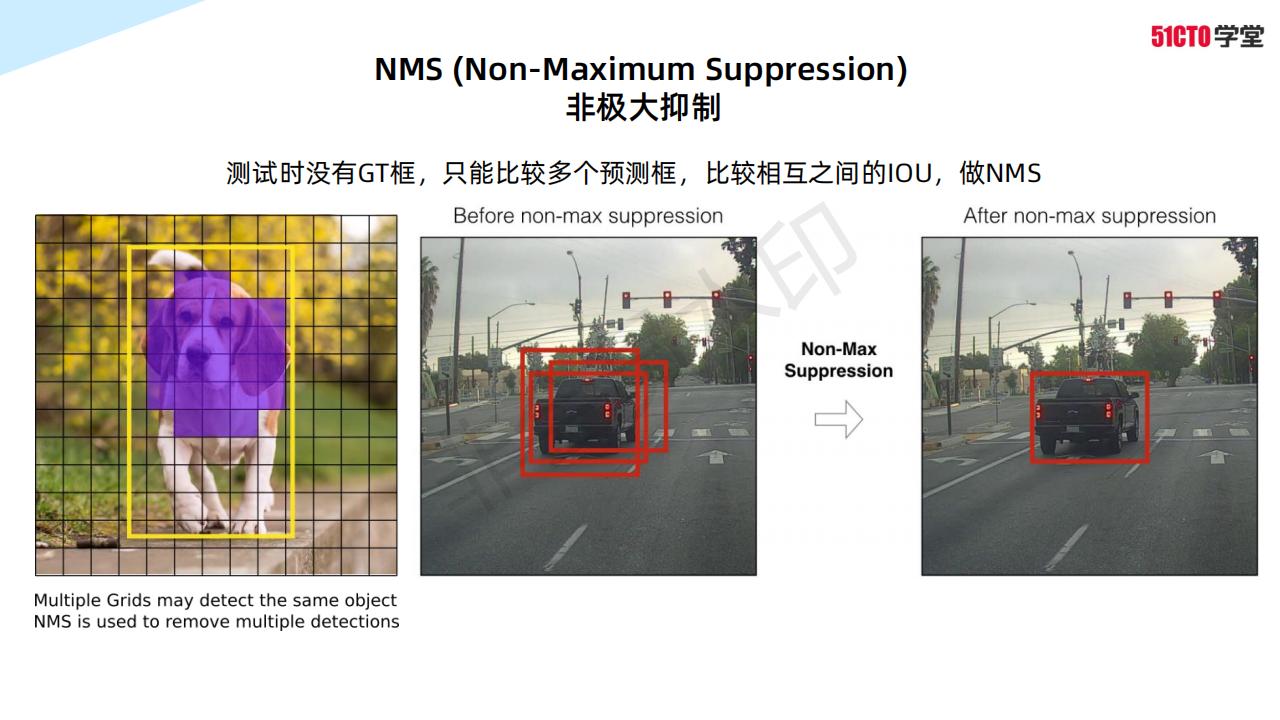 51CTO学堂
NMS (Non-Maximum Suppression)
非极大抑制
测试时没有GT框，只能比较多个预测框，比较相互之间的IOU，做NMS
Before non-max suppression
After non-max suppression
Non-Max
Suppression
Multiple Grids may detect the same object
NMS is used to remove multiple detections
水印